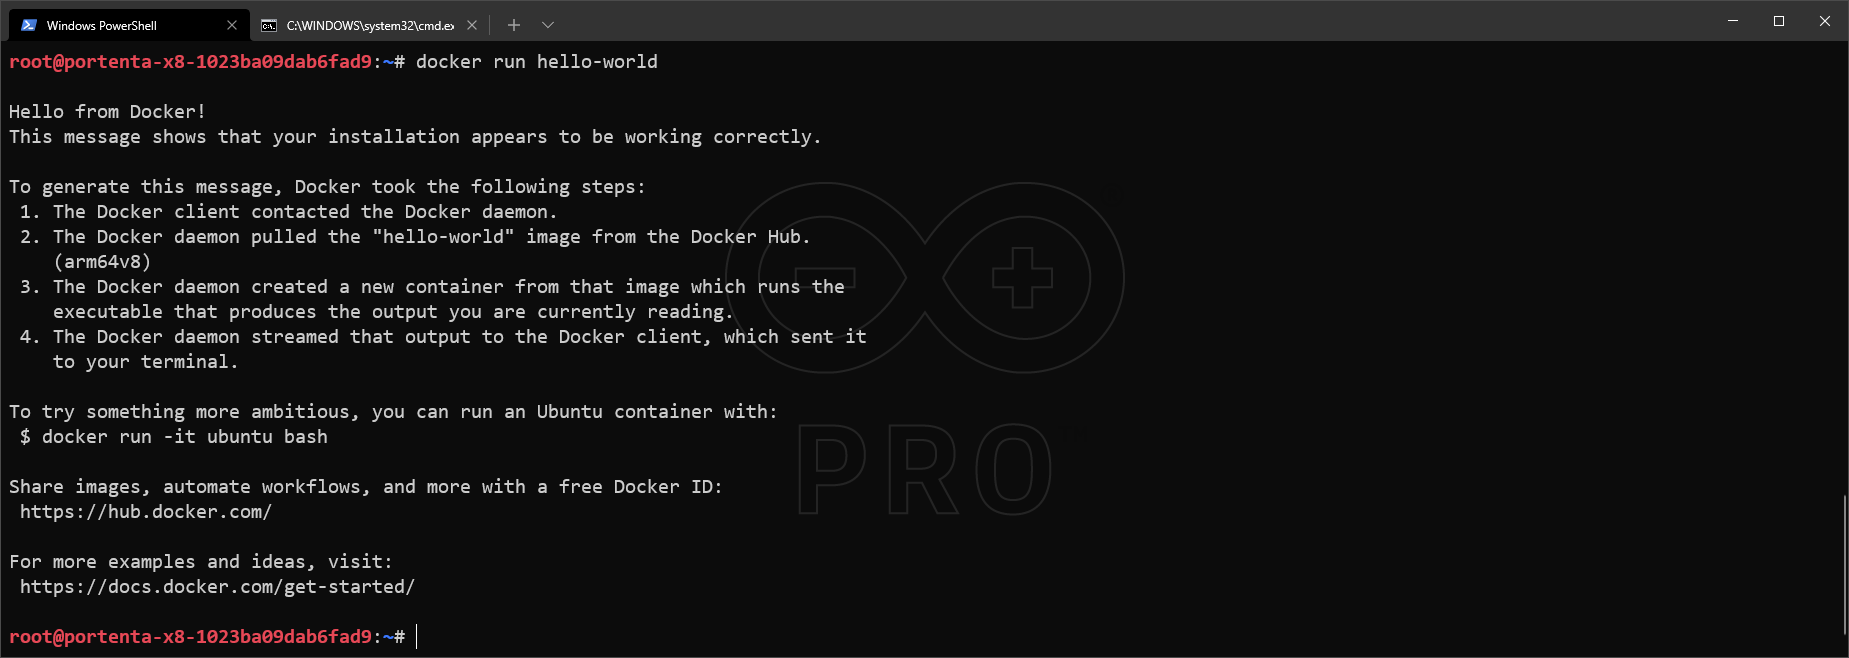 Windows PowerShell
C:\WINDOWS\system32\cmd.ex
root@portenta-x8-1023ba09dab6fad9:~# docker run hello-world
Hello from Docker!
This message shows that your installation appears to be working correctly.
To generate this message, Docker took the following steps:
1. The Docker client contacted the Docker daemon.
2. The Docker daemon pulled the "hello-world" image from the Docker Hub.
(arm64v8)
3. The Docker daemon created a new container from that image which runs the
executable that produces the output you are currently reading.
4. The Docker daemon streamed that output to the Docker client, which sent it
to your terminal.
To try something more ambitious, you can run an Ubuntu container with:
$ docker run -it ubuntu bash
Share images, automate workflows, and more with a free Docker ID:
https://hub.docker.com/
For more examples and ideas, visit:
https://docs.docker.com/get-started/
root@portenta-x8-1023ba09dab6fad9:~#
PRO